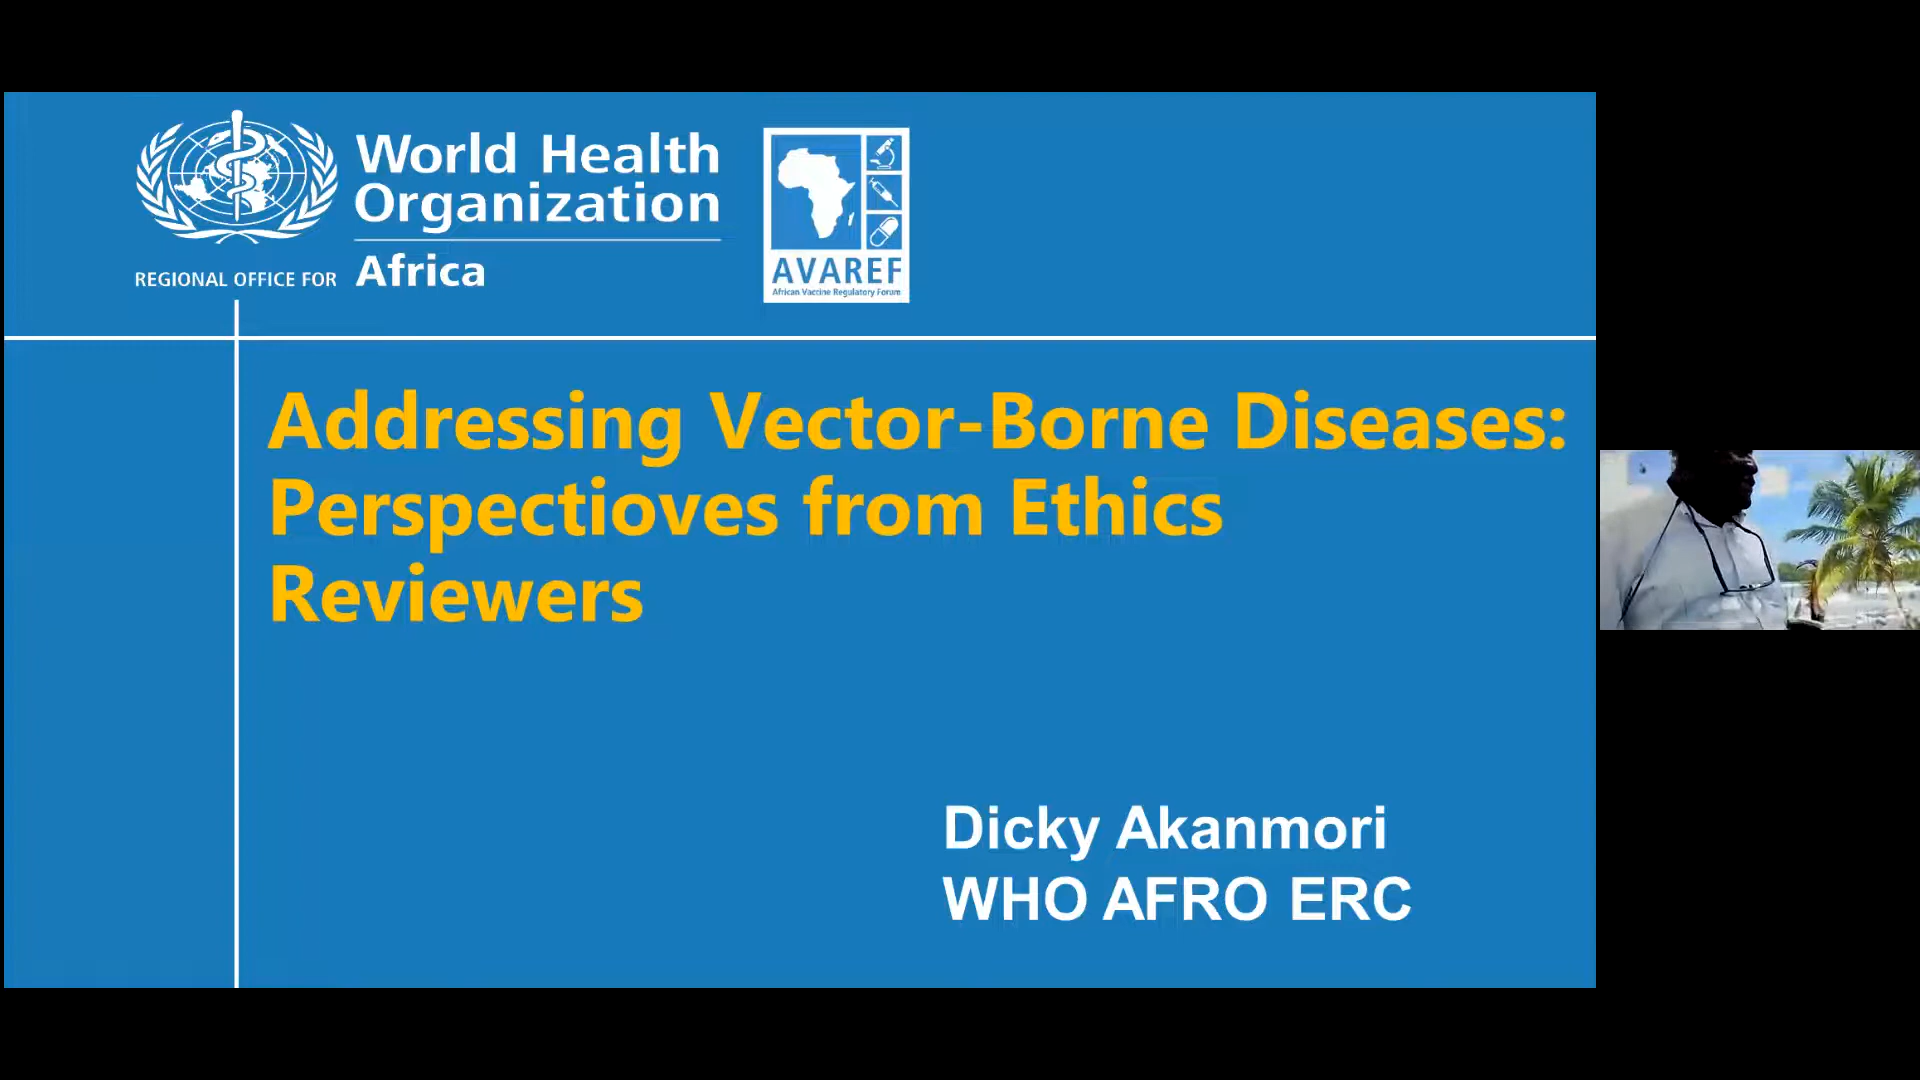 World Health
Organization
REGIONAL OFFICE FOR Africa
AVAREF
African Vaccine Regulatory Forum
Addressing Vector-Borne Diseases:
Perspectioves from Ethics
Reviewers
Dicky Akanmori
WHO AFRO ERC